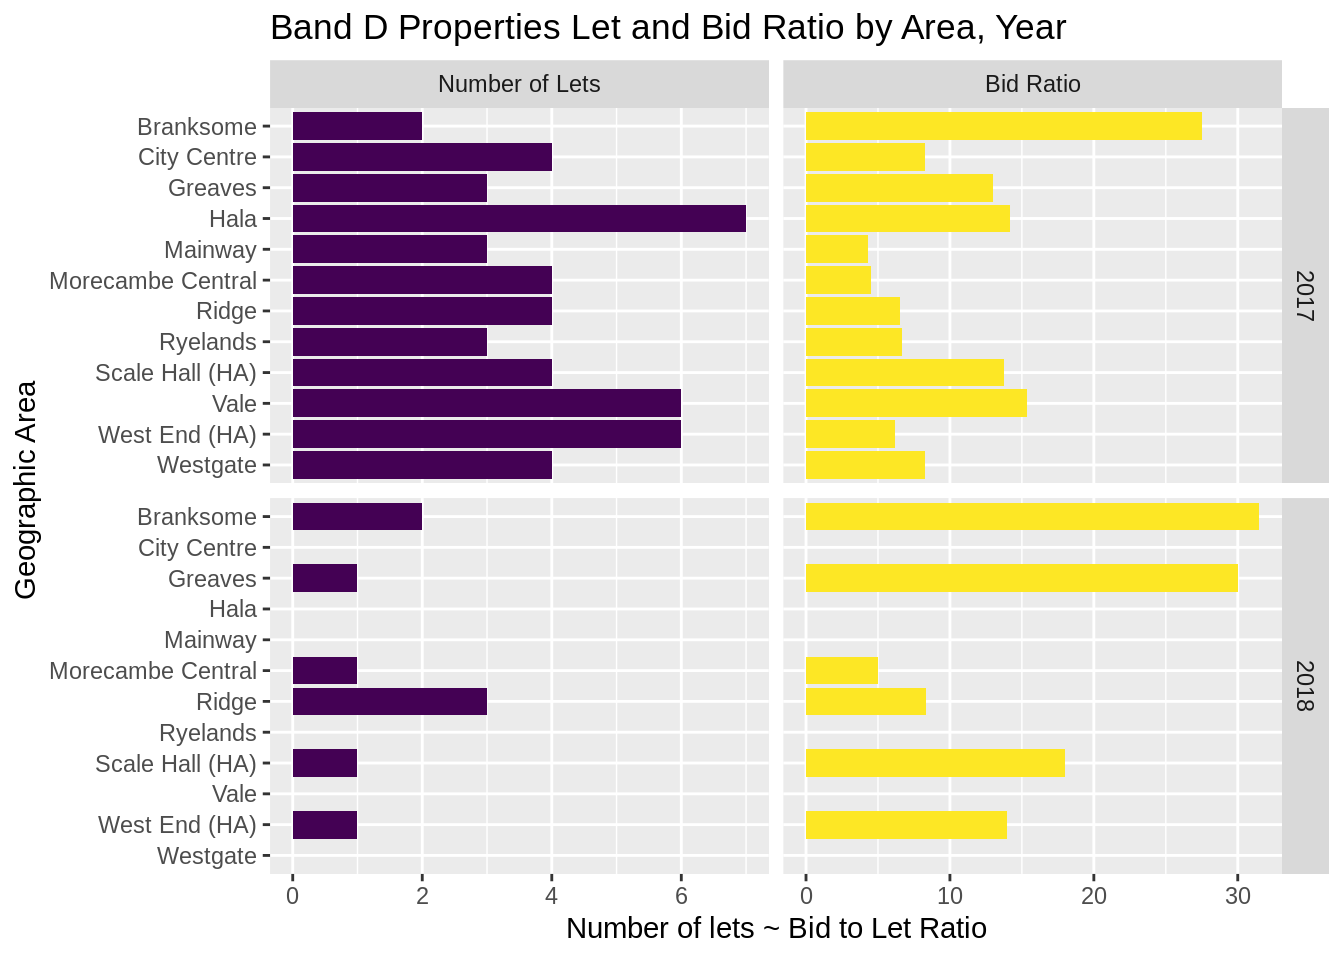 Band D Properties Let and Bid Ratio by Area, Year
Number of Lets
Bid Ratio
Branksome
City Centre
Greaves
Hala
Mainway
Morecambe Central
Ridge
Ryelands
Scale Hall (HA)
Vale
West End (HA)
Westgate
2017
Branksome
City Centre
Greaves
Hala
Mainway
Morecambe Central
Ridge
Ryelands
Scale Hall (HA)
Vale
West End (HA)
Westgate
2018
Geographic Area
0 2 4 6
0 10 20 30
Number of lets ~ Bid to Let Ratio